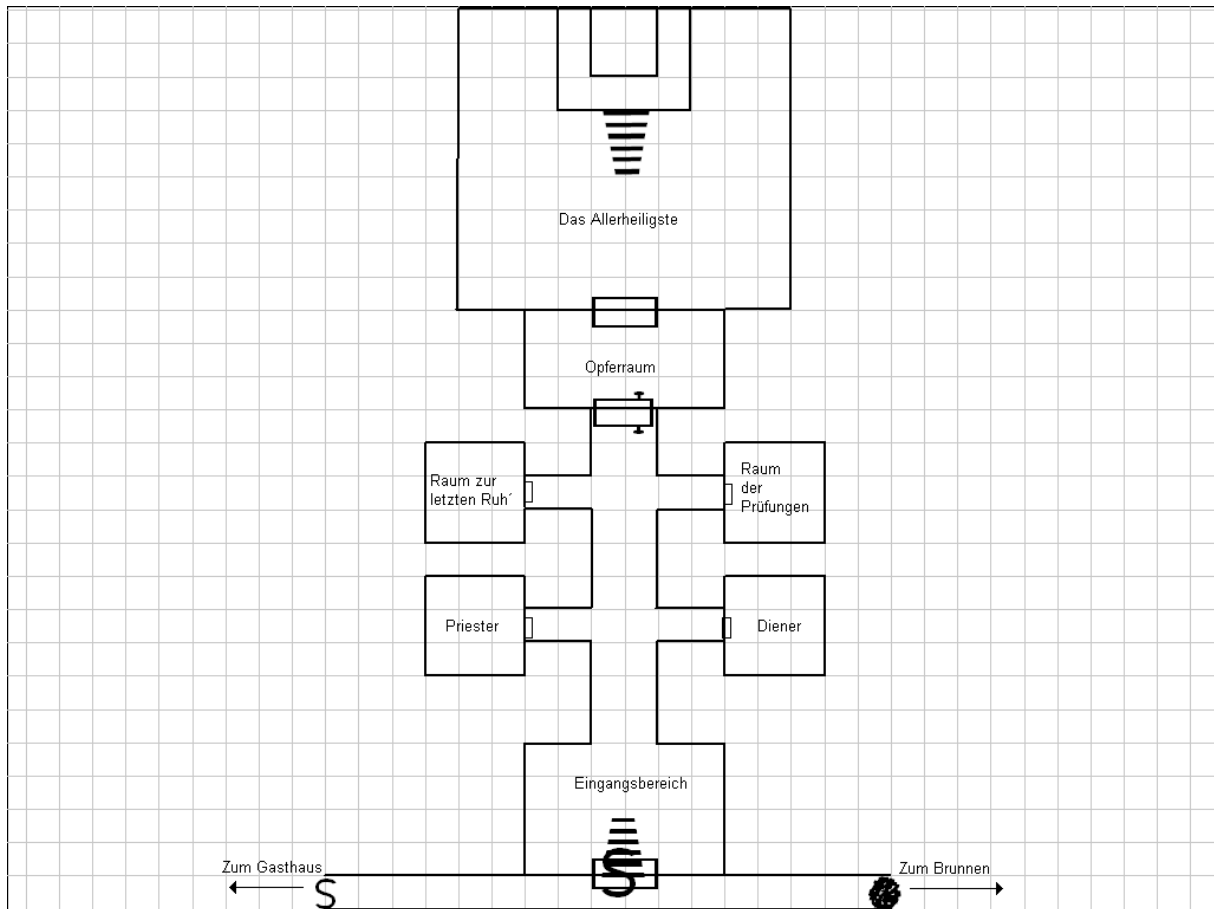 Das Allerheiligste
Opferraum
Raum zur
letzten Ruh´
Raum
der
Prüfungen
Priester
Diener
Eingangsbereich
Zum Gasthaus
S
S
Zum Brunnen